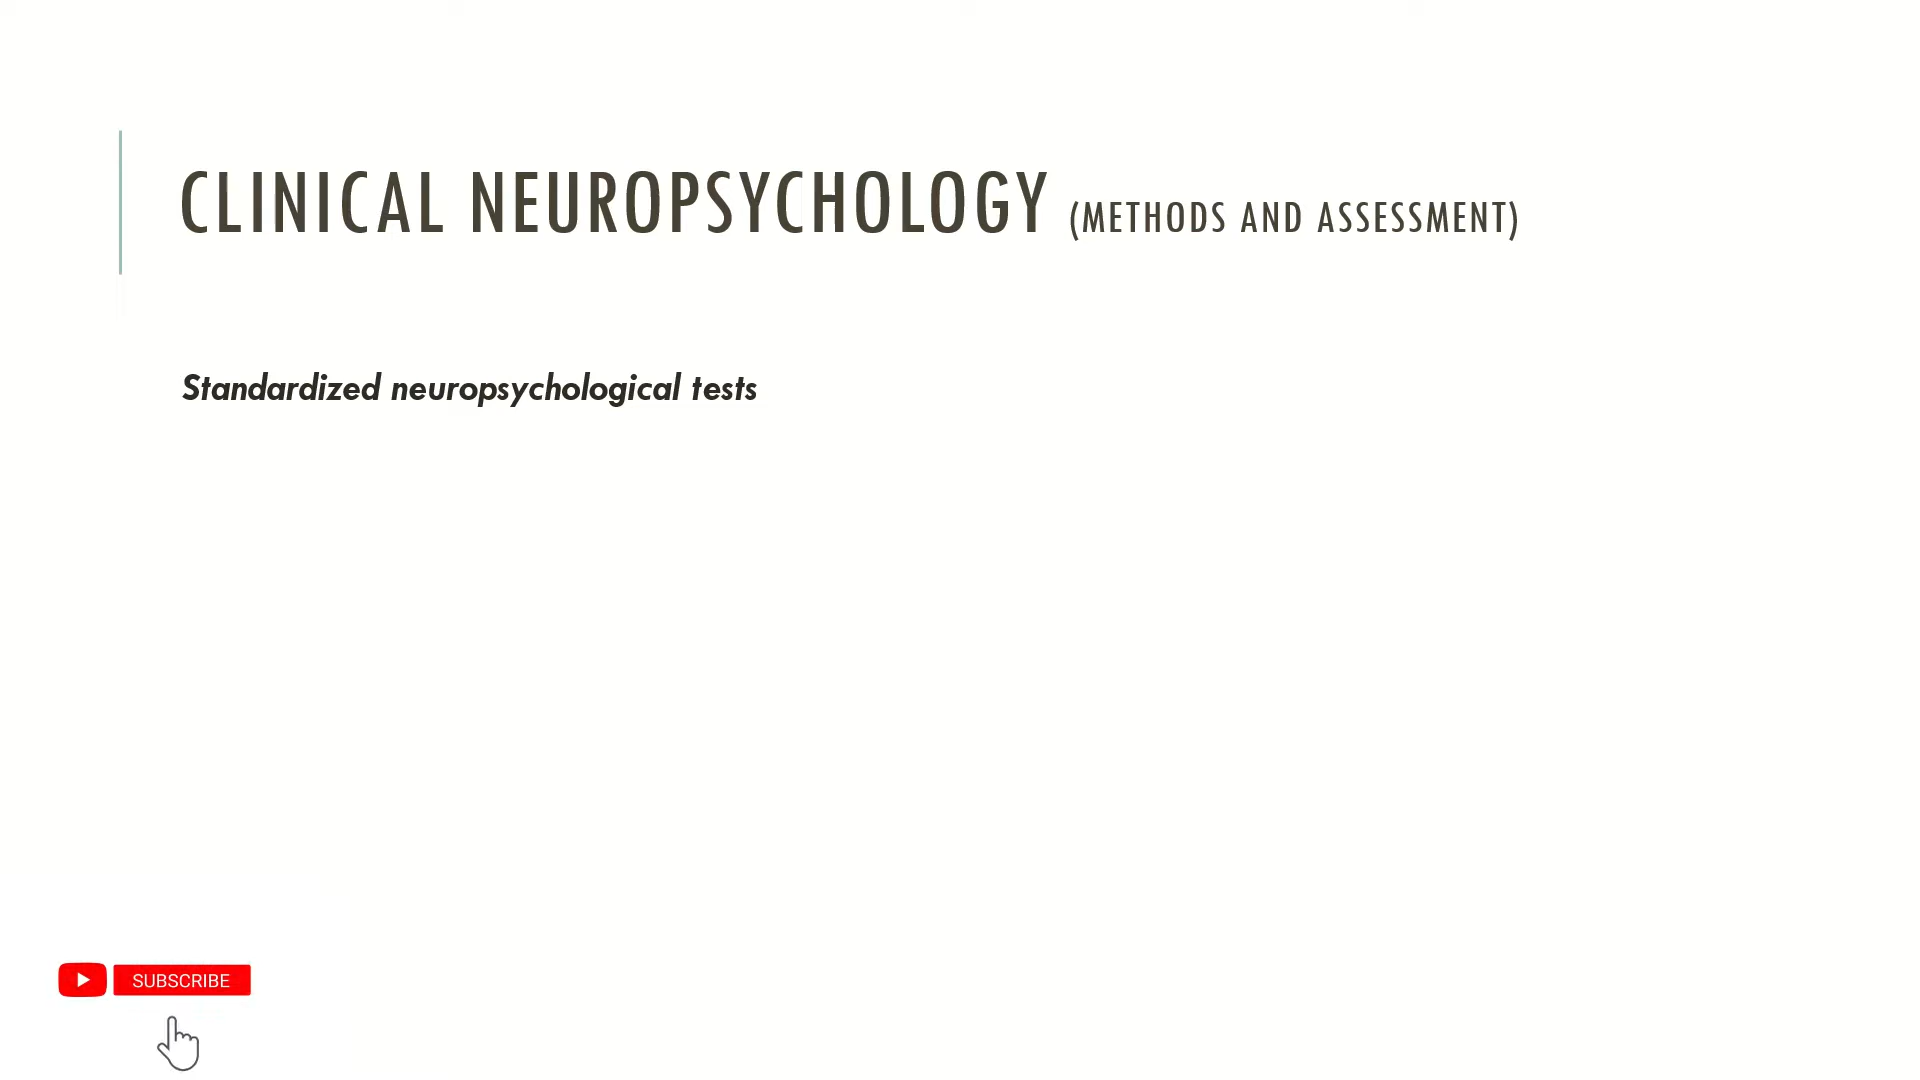 CLINICAL NEUROPSYCHOLOGY (METHODS AND ASSESSMENT)
Standardized neuropsychological tests
SUBSCRIBE